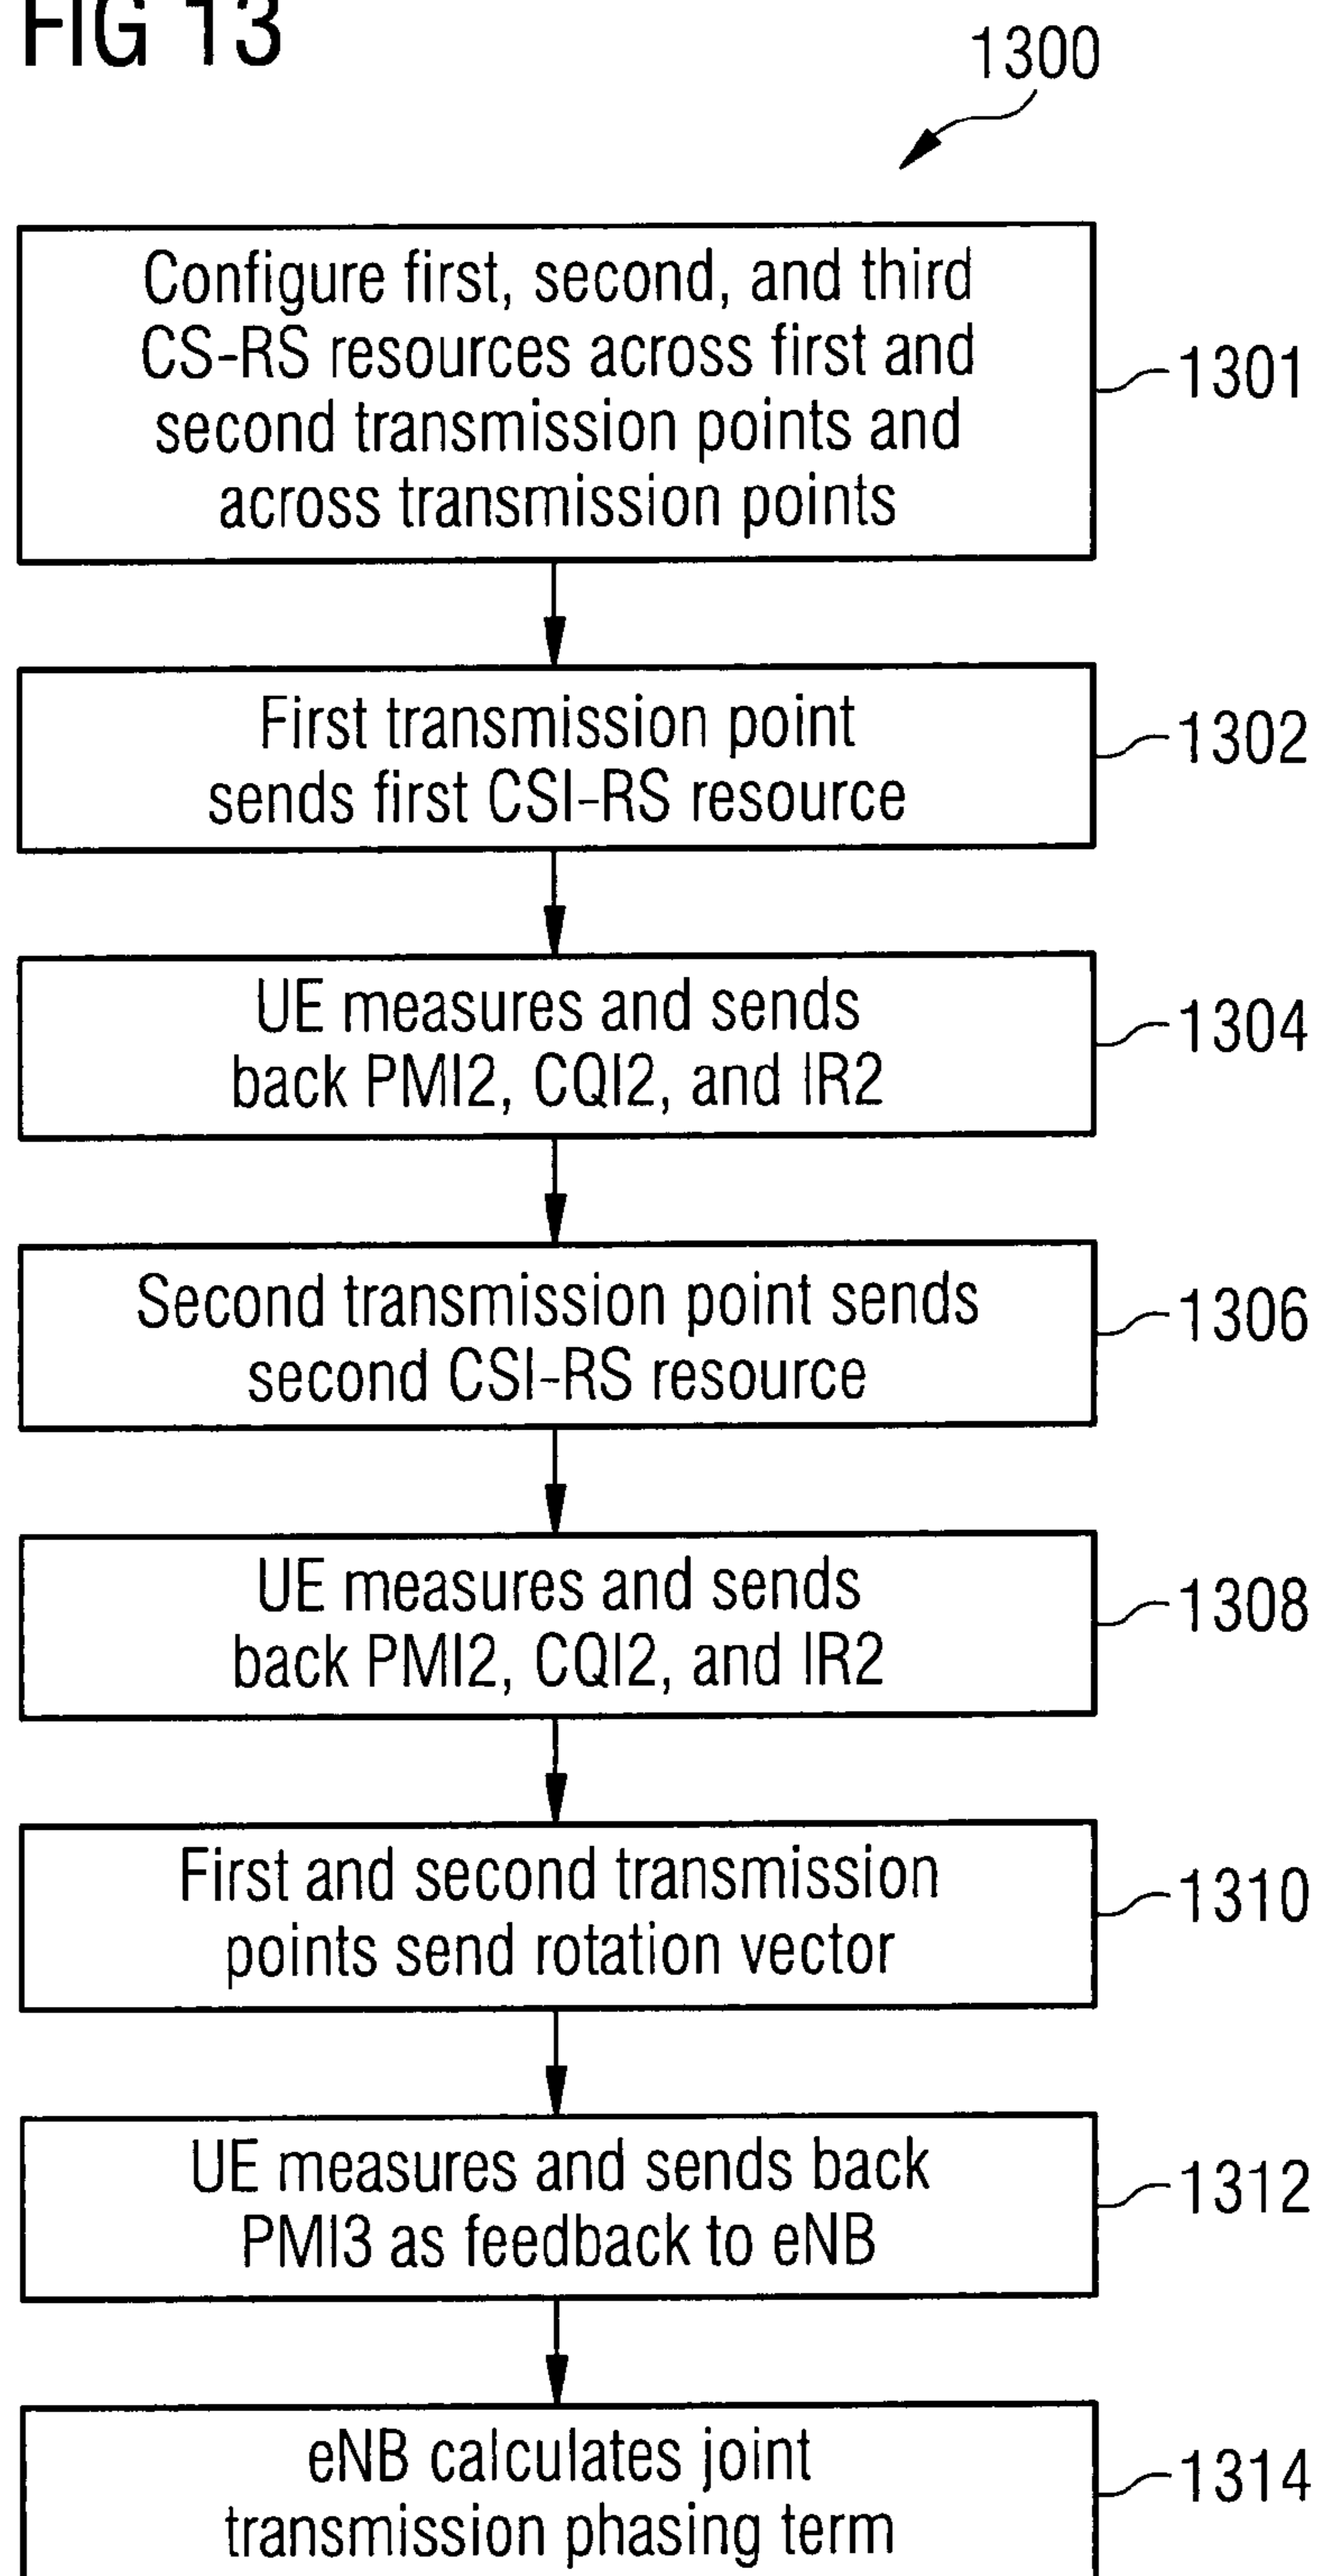 FIG 13
1300
Configure first, second, and third
CS-RS resources across first and
second transmission points and
across transmission points
1301
First transmission point
sends first CSI-RS resource
1302
UE measures and sends
back PMI2, CQI2, and IR2
1304
Second transmission point sends
second CSI-RS resource
1306
UE measures and sends
back PMI2, CQI2, and IR2
1308
First and second transmission
points send rotation vector
1310
UE measures and sends back
PMI3 as feedback to eNB
1312
eNB calculates joint
transmission phasing term
1314